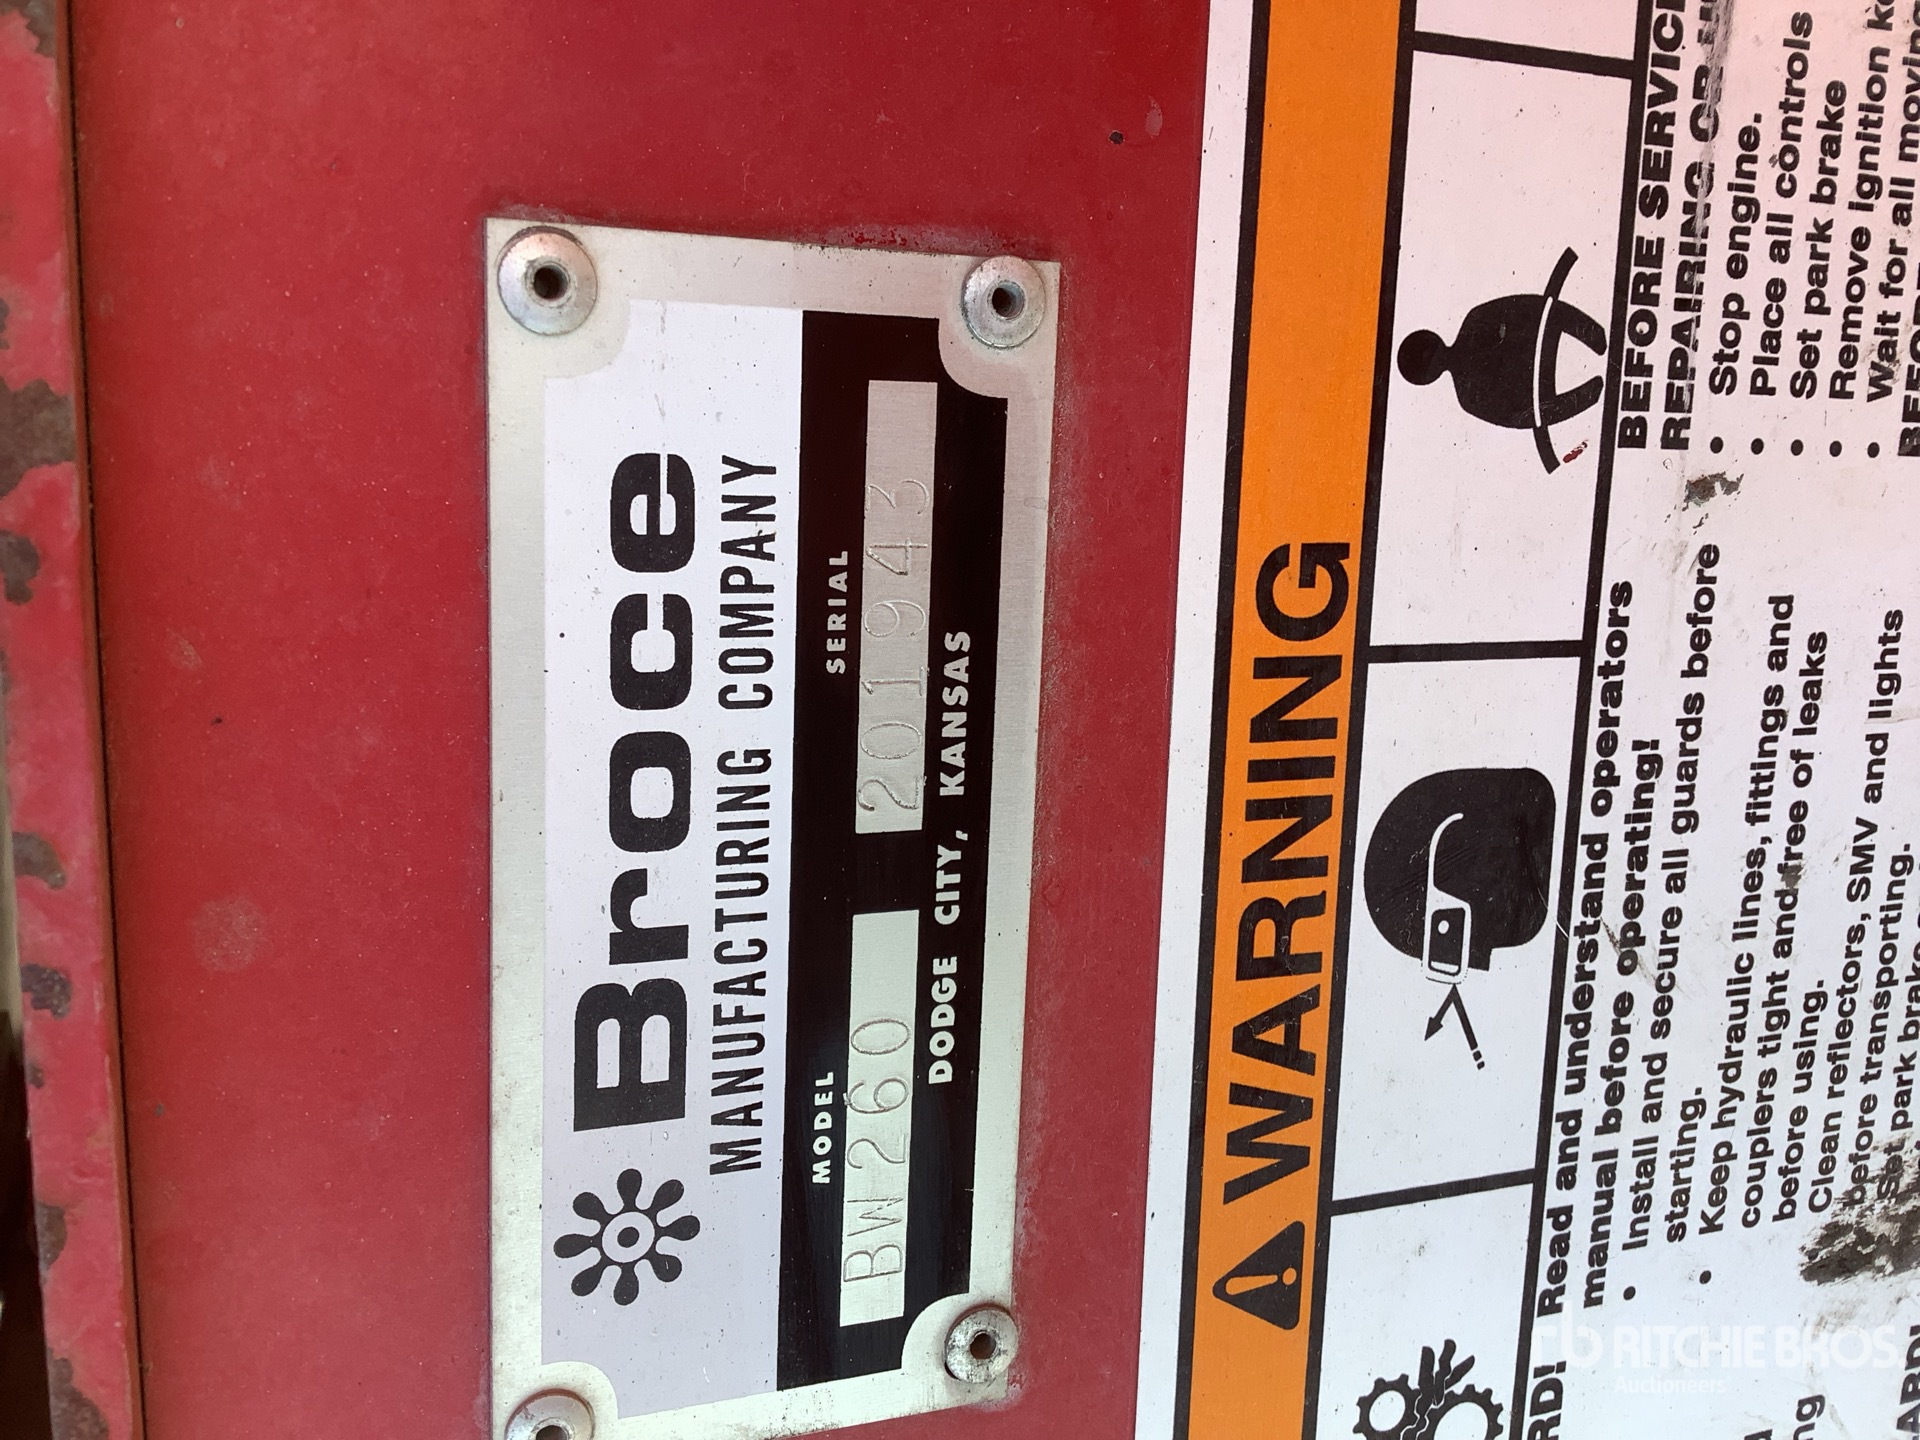 Broce
MANUFACTURING COMPANY
MODEL
SERIAL
BW260
201943
DODGE CITY, KANSAS
WARNING
Read and understand operators
manual before operating!
• Install and secure all guards before
starting.
• Keep hydraulic lines, fittings and
couplers tight and free of leaks
before using.
Clean reflectors, SMV and lights
before transporting.
Set park brake
BEFORE
REPAIRING OR
• Stop engine.
• Place all controls
• Set park brake
• Remove ignition
• Wait for all moving
RITCHIE BROS.
Auctioneers